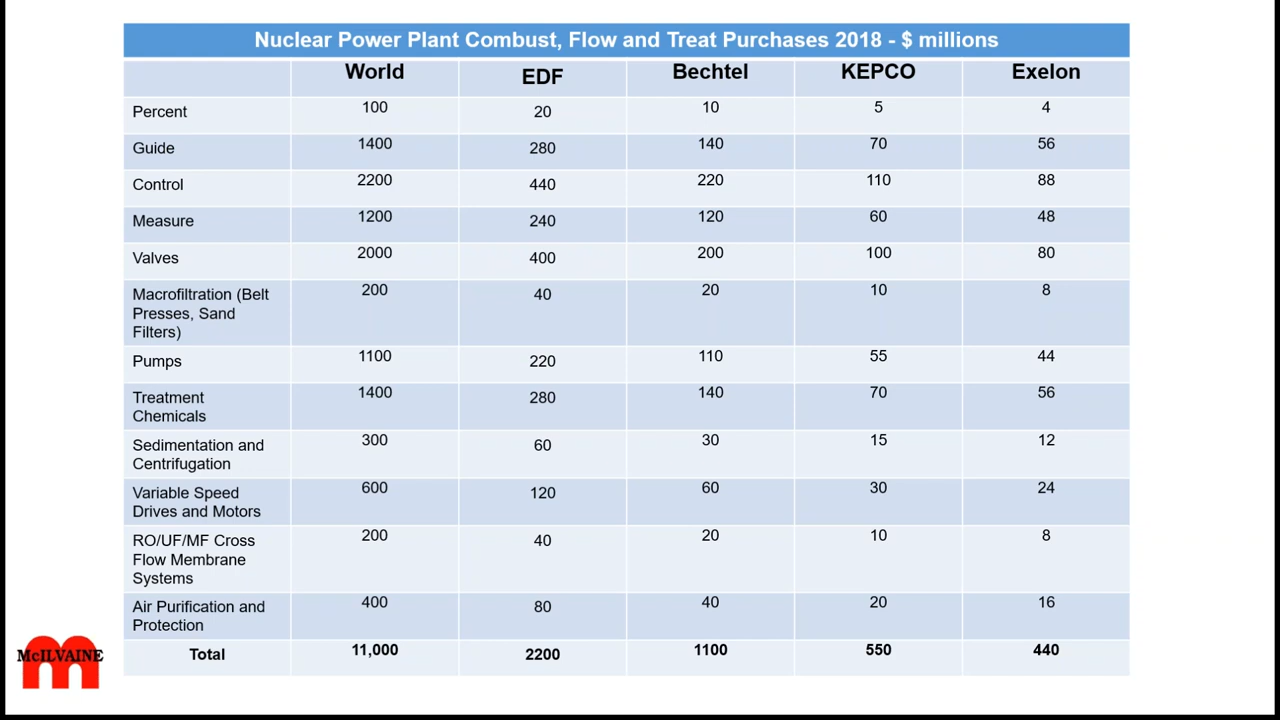 Nuclear Power Plant Combust, Flow and Treat Purchases 2018 - $ millions
World EDF Bechtel KEPCO Exelon
Percent 100 20 10 5 4
Guide 1400 280 140 70 56
Control 2200 440 220 110 88
Measure 1200 240 120 60 48
Valves 2000 400 200 100 80
Macrofiltration (Belt 200 40 20 10 8
Presses, Sand
Filters)
Pumps 1100 220 110 55 44
Treatment 1400 280 140 70 56
Chemicals
Sedimentation and 300 60 30 15 12
Centrifugation
Variable Speed 600 120 60 30 24
Drives and Motors
RO/UF/MF Cross 200 40 20 10 8
Flow Membrane
Systems
Air Purification and 400 80 40 20 16
Protection
Total 11,000 2200 1100 550 440
McILVAINE